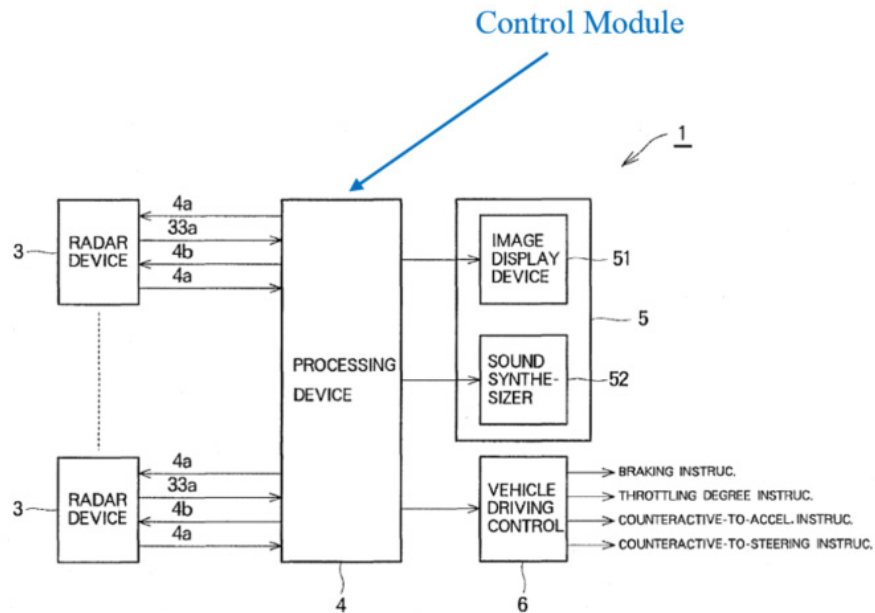 Control Module
1
4a
33a
4b
4a
3
RADAR
DEVICE
PROCESSING
DEVICE
4
IMAGE
DISPLAY
DEVICE
51
5
SOUND
SYNTHE-
SIZER
52
4a
33a
4b
4a
3
RADAR
DEVICE
VEHICLE
DRIVING
CONTROL
6
BRAKING INSTRUC.
THROTTLING DEGREE INSTRUC.
COUNTERACTIVE-TO-ACCEL. INSTRUC.
COUNTERACTIVE-TO-STEERING INSTRUC.